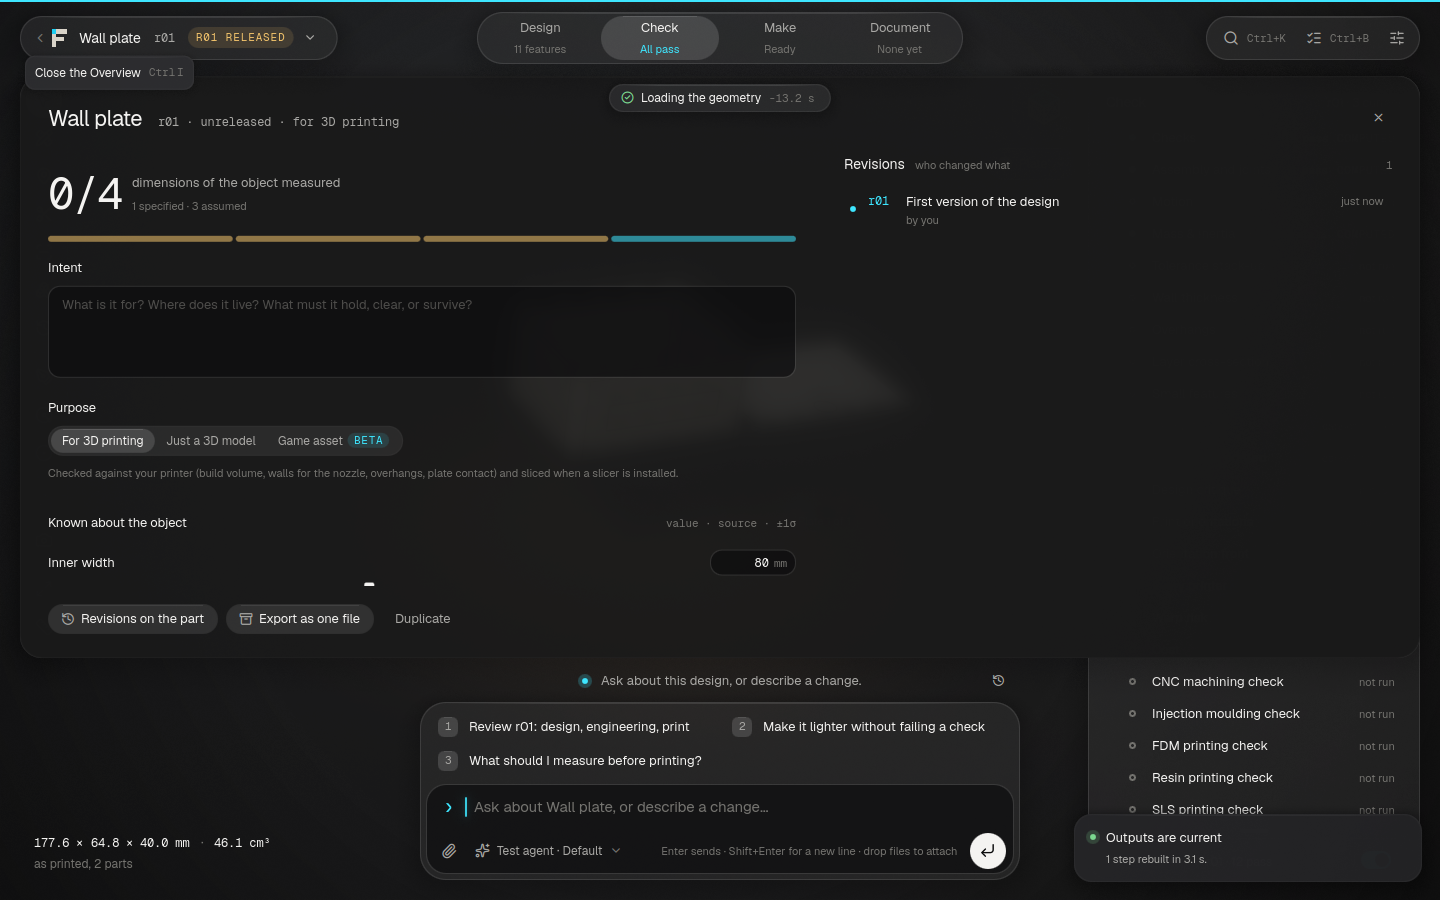 Wall plate r01 R01 RELEASED
Design
11 features
Check
All pass
Make
Ready
Document
None yet
Ctrl+K
Ctrl+B
Close the Overview Ctrl I
Loading the geometry -13.2 s
Wall plate r01 · unreleased · for 3D printing
0/4 dimensions of the object measured
1 specified · 3 assumed
Intent
What is it for? Where does it live? What must it hold, clear, or survive?
Purpose
For 3D printing
Just a 3D model
Game asset BETA
Checked against your printer (build volume, walls for the nozzle, overhangs, plate contact) and sliced when a slicer is installed.
Known about the object value · source · ±1σ
Inner width 80 mm
Revisions on the part
Export as one file
Duplicate
Revisions who changed what 1
r01 First version of the design just now
by you
Ask about this design, or describe a change.
1 Review r01: design, engineering, print
2 Make it lighter without failing a check
3 What should I measure before printing?
Ask about Wall plate, or describe a change...
Test agent · Default
Enter sends · Shift+Enter for a new line · drop files to attach
177.6 × 64.8 × 40.0 mm · 46.1 cm³
as printed, 2 parts
CNC machining check not run
Injection moulding check not run
FDM printing check not run
Resin printing check not run
SLS printing check not run
Outputs are current
1 step rebuilt in 3.1 s.